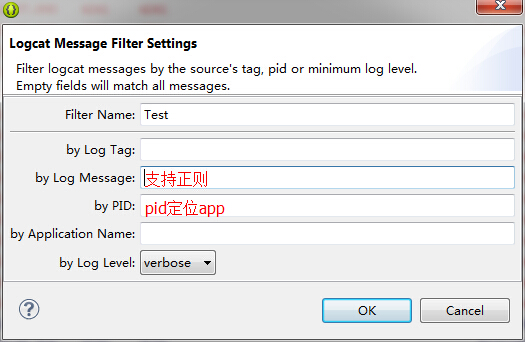 Logcat Message Filter Settings
Filter logcat messages by the source's tag, pid or minimum log level.
Empty fields will match all messages.
Filter Name: Test
by Log Tag:
by Log Message: 支持正则
by PID: pid定位app
by Application Name:
by Log Level: verbose
? OK Cancel